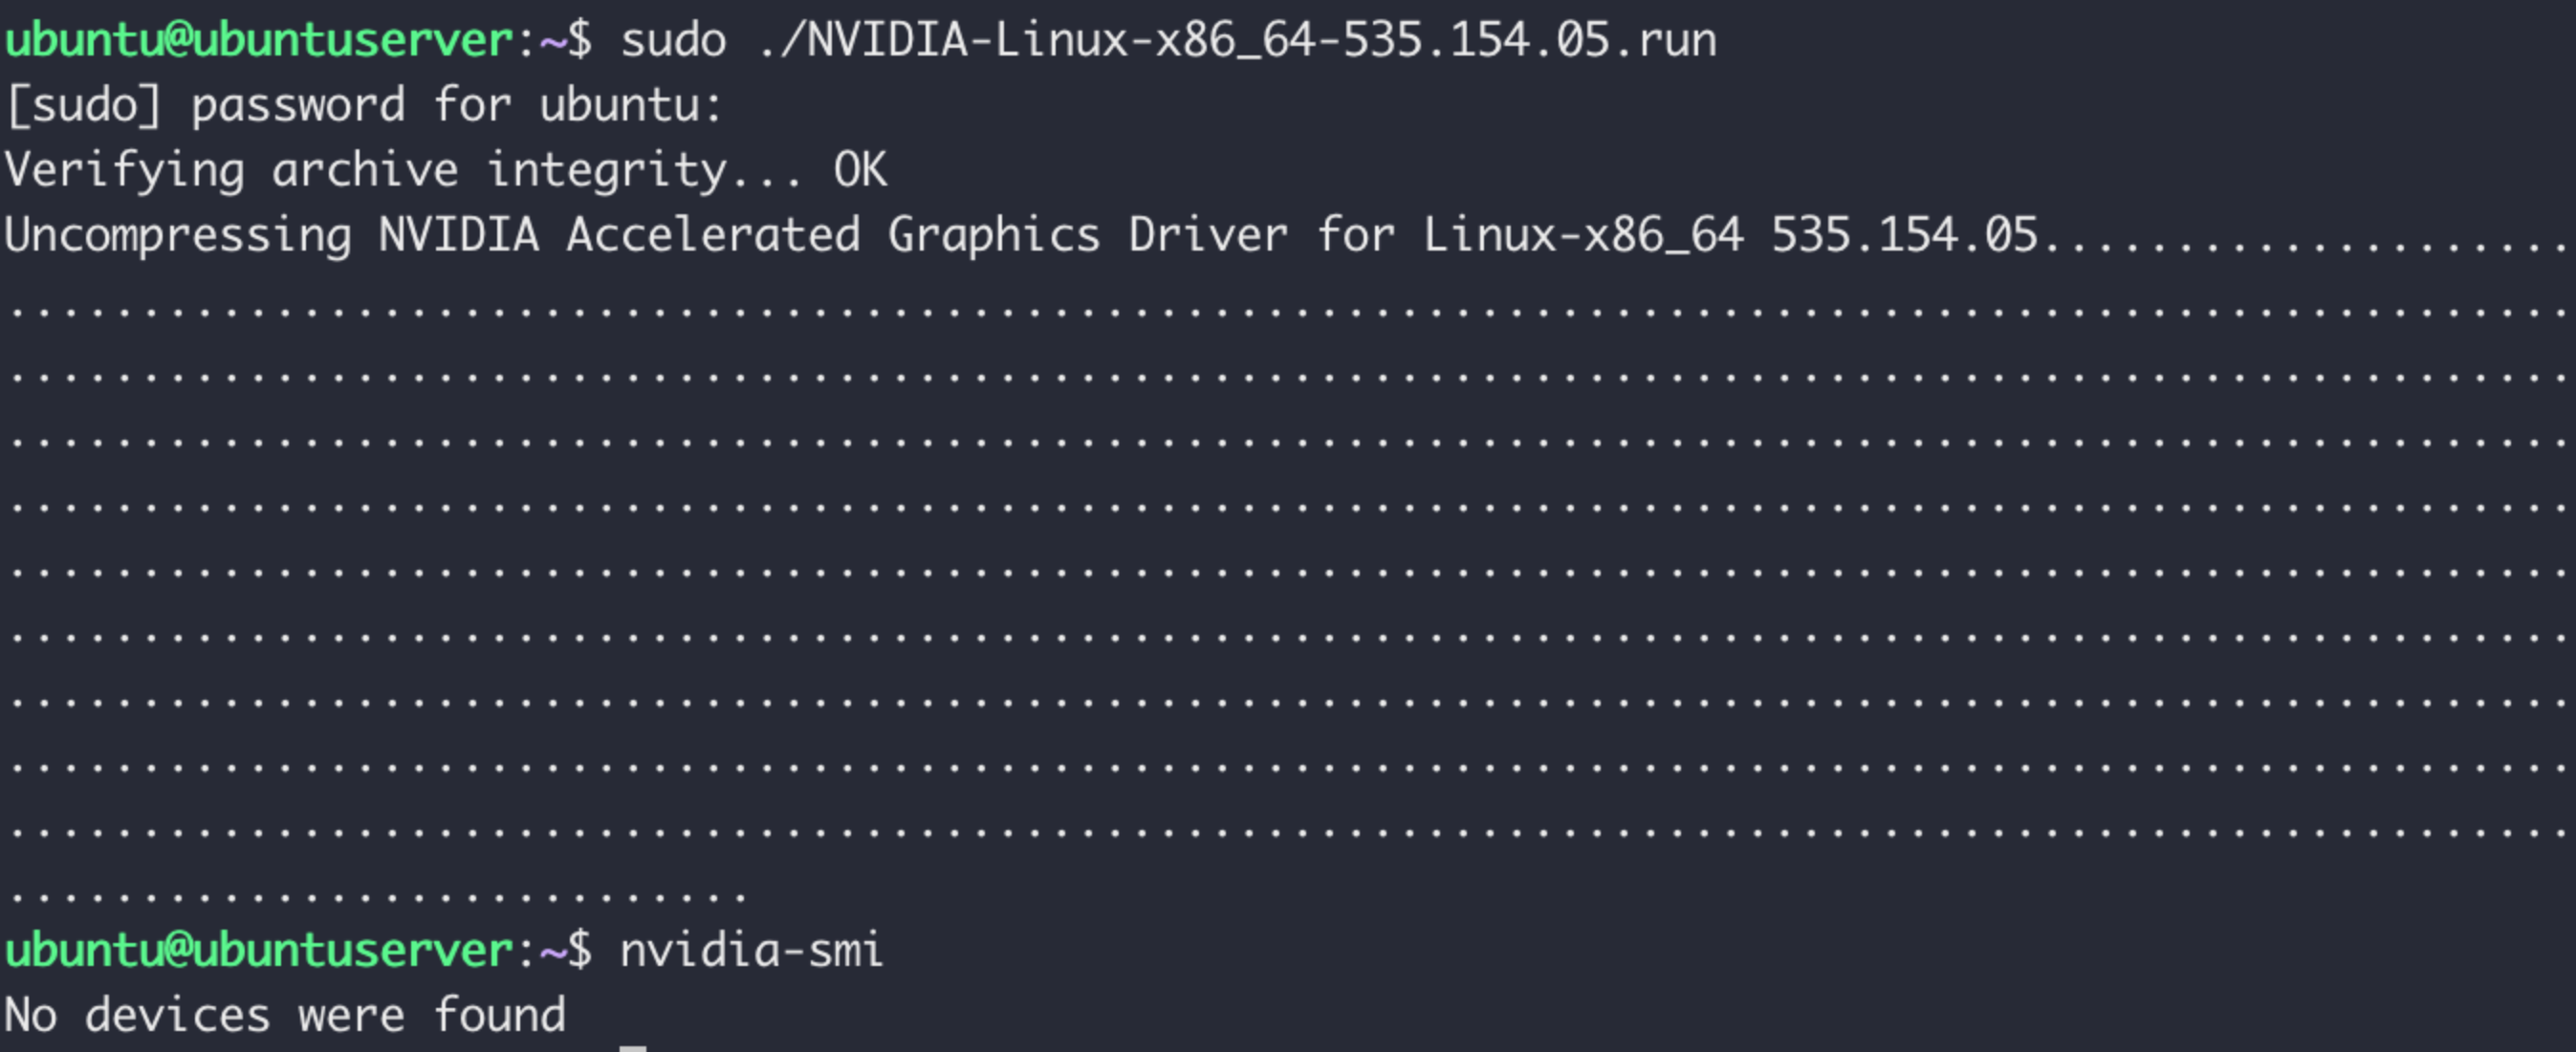 ubuntu@ubuntuserver:~$ sudo ./NVIDIA-Linux-x86_64-535.154.05.run
[sudo] password for ubuntu:
Verifying archive integrity... OK
Uncompressing NVIDIA Accelerated Graphics Driver for Linux-x86_64 535.154.05....................
................................................................................................
................................................................................................
................................................................................................
................................................................................................
................................................................................................
................................................................................................
................................................................................................
................................................................................................
................................................................................................
............................
ubuntu@ubuntuserver:~$ nvidia-smi
No devices were found